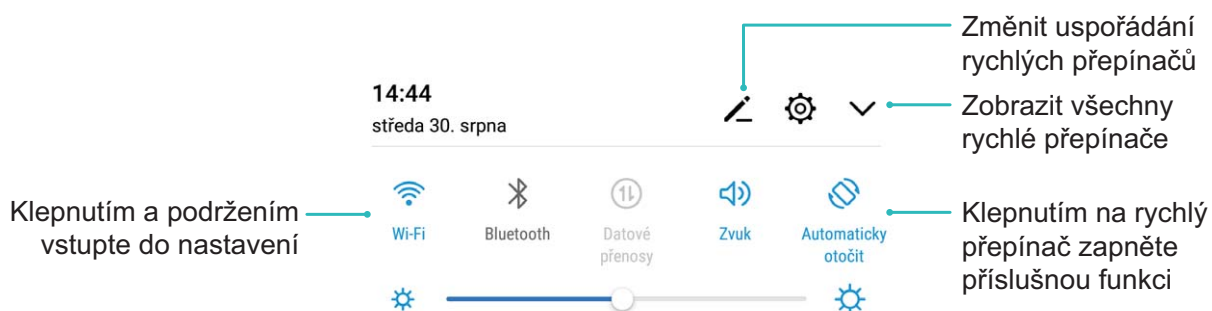 Změnit uspořádání
rychlých přepínačů
14:44
středa 30. srpna
Zobrazit všechny
rychlé přepínače
Klepnutím a podržením
vstupte do nastavení
Wi-Fi
Bluetooth
Datové
přenosy
Zvuk
Automaticky
otočit
Klepnutím na rychlý
přepínač zapněte
příslušnou funkci